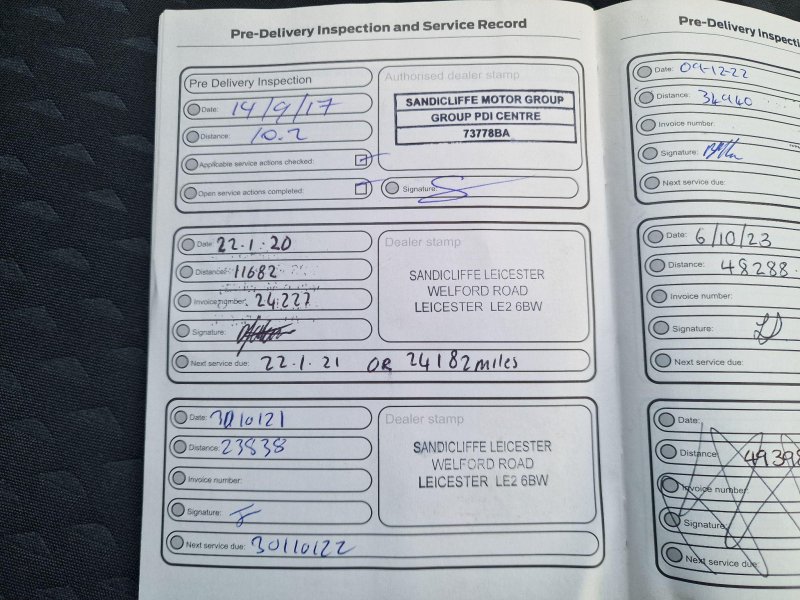 Pre-Delivery Inspection and Service Record
Pre Delivery Inspection
Date: 14/9/17
Distance: 10.2
Applicable service actions checked:
Open service actions completed:
Authorised dealer stamp
SANDICLIFFE MOTOR GROUP
GROUP PDI CENTRE
73778BA
Signature:
Date: 22.1.20
Distance: 11682
Invoice number: 24227
Signature:
Next service due: 22.1.21 OR 24182 miles
Dealer stamp
SANDICLIFFE LEICESTER
WELFORD ROAD
LEICESTER LE2 6BW
Date: 30/10/21
Distance: 23838
Invoice number:
Signature:
Next service due: 30/10/22
Dealer stamp
SANDICLIFFE LEICESTER
WELFORD ROAD
LEICESTER LE2 6BW
Pre-Delivery Inspecti
Date: 09-12-22
Distance: 34940
Invoice number:
Signature:
Next service due:
Date: 6/10/23
Distance: 48288.
Invoice number:
Signature:
Next service due:
Date:
Distance: 49398
Invoice number:
Signature:
Next service due: